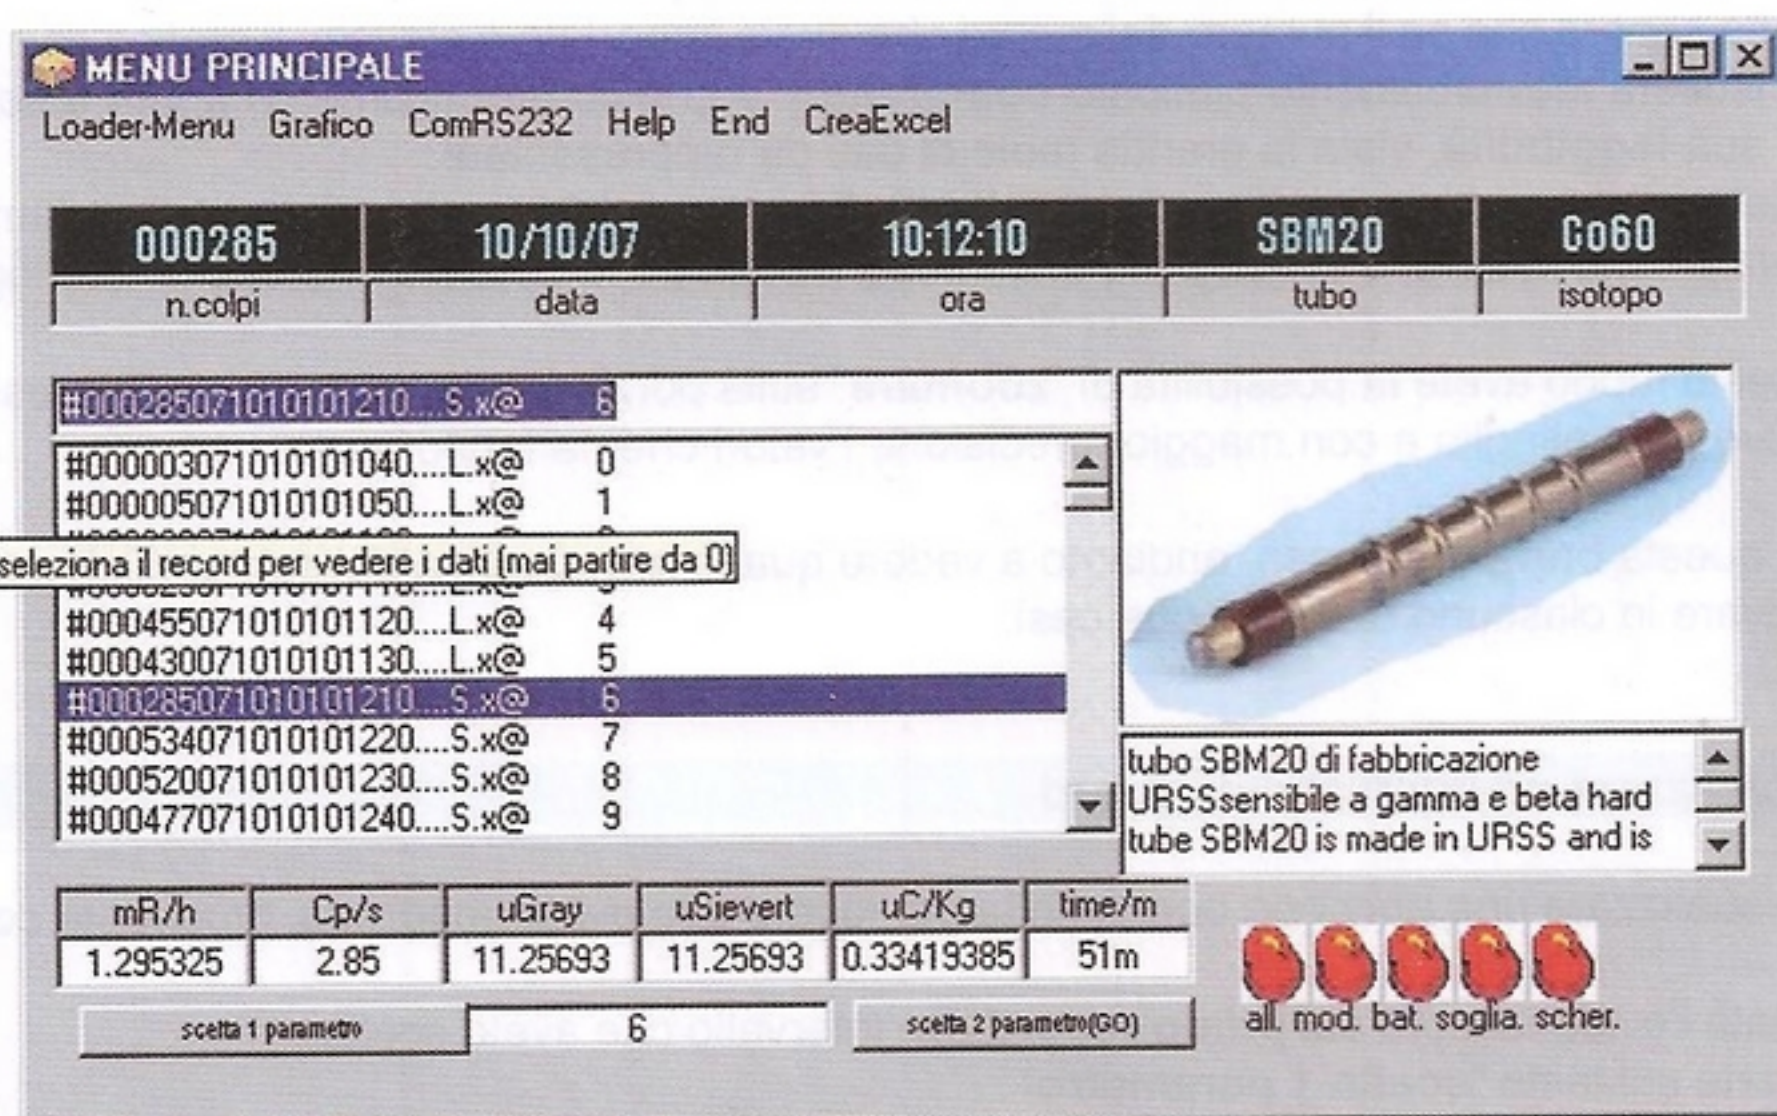 MENU PRINCIPALE
Loader-Menu Grafico ComRS232 Help End CreaExcel
000285 10/10/07 10:12:10 SBM20 Co60
n.colpi data ora tubo isotopo
#000285071010101210....S.x@ 6
#000003071010101040....L.x@ 0
#000005071010101050....L.x@ 1
seleziona il record per vedere i dati (mai partire da 0)
#000455071010101120....L.x@ 4
#000430071010101130....L.x@ 5
#000285071010101210....S.x@ 6
#000534071010101220....S.x@ 7
#000520071010101230....S.x@ 8
#000477071010101240....S.x@ 9
tubo SBM20 di fabbricazione
URSSsensibile a gamma e beta hard
tube SBM20 is made in URSS and is
mR/h Cp/s uGray uSievert uC/Kg time/m
1.295325 2.85 11.25693 11.25693 0.33419385 51m
scelta 1 parametro 6 scelta 2 parametro(GO)
all. mod. bat. soglia. scher.